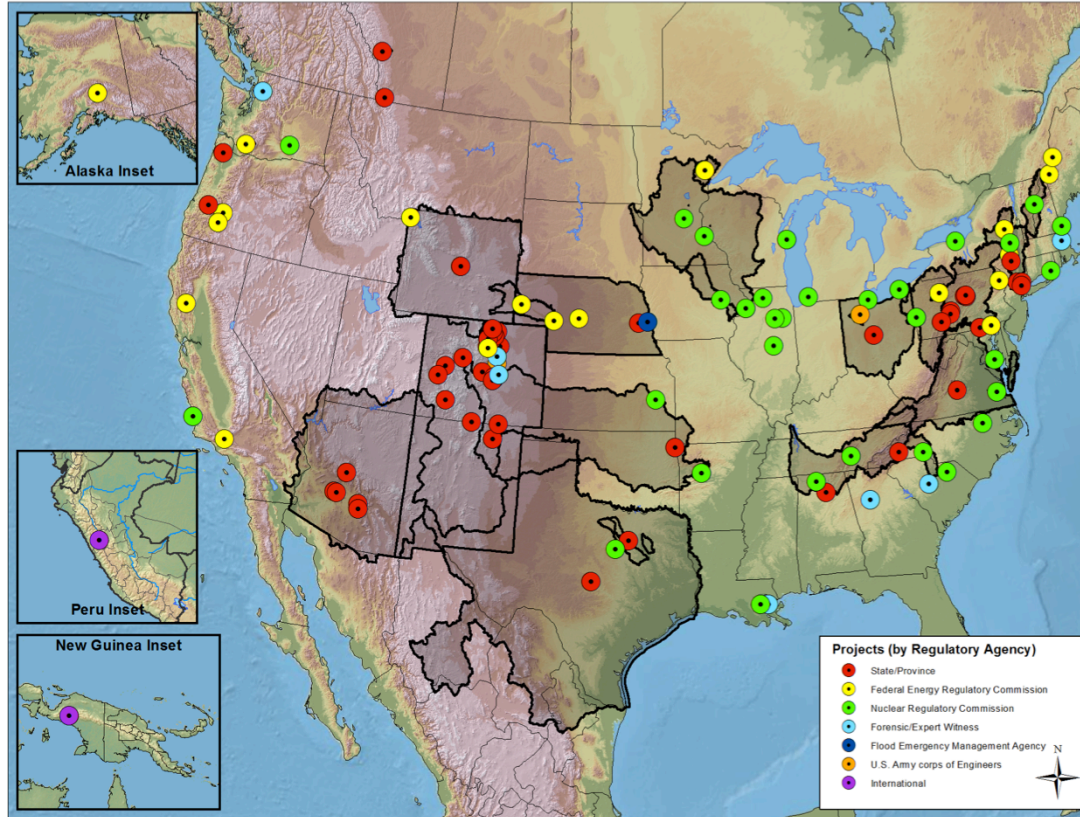 Alaska Inset
Peru Inset
New Guinea Inset
Projects (by Regulatory Agency)
State/Province
Federal Energy Regulatory Commission
Nuclear Regulatory Commission
Forensic/Expert Witness
Flood Emergency Management Agency
U.S. Army corps of Engineers
International
N